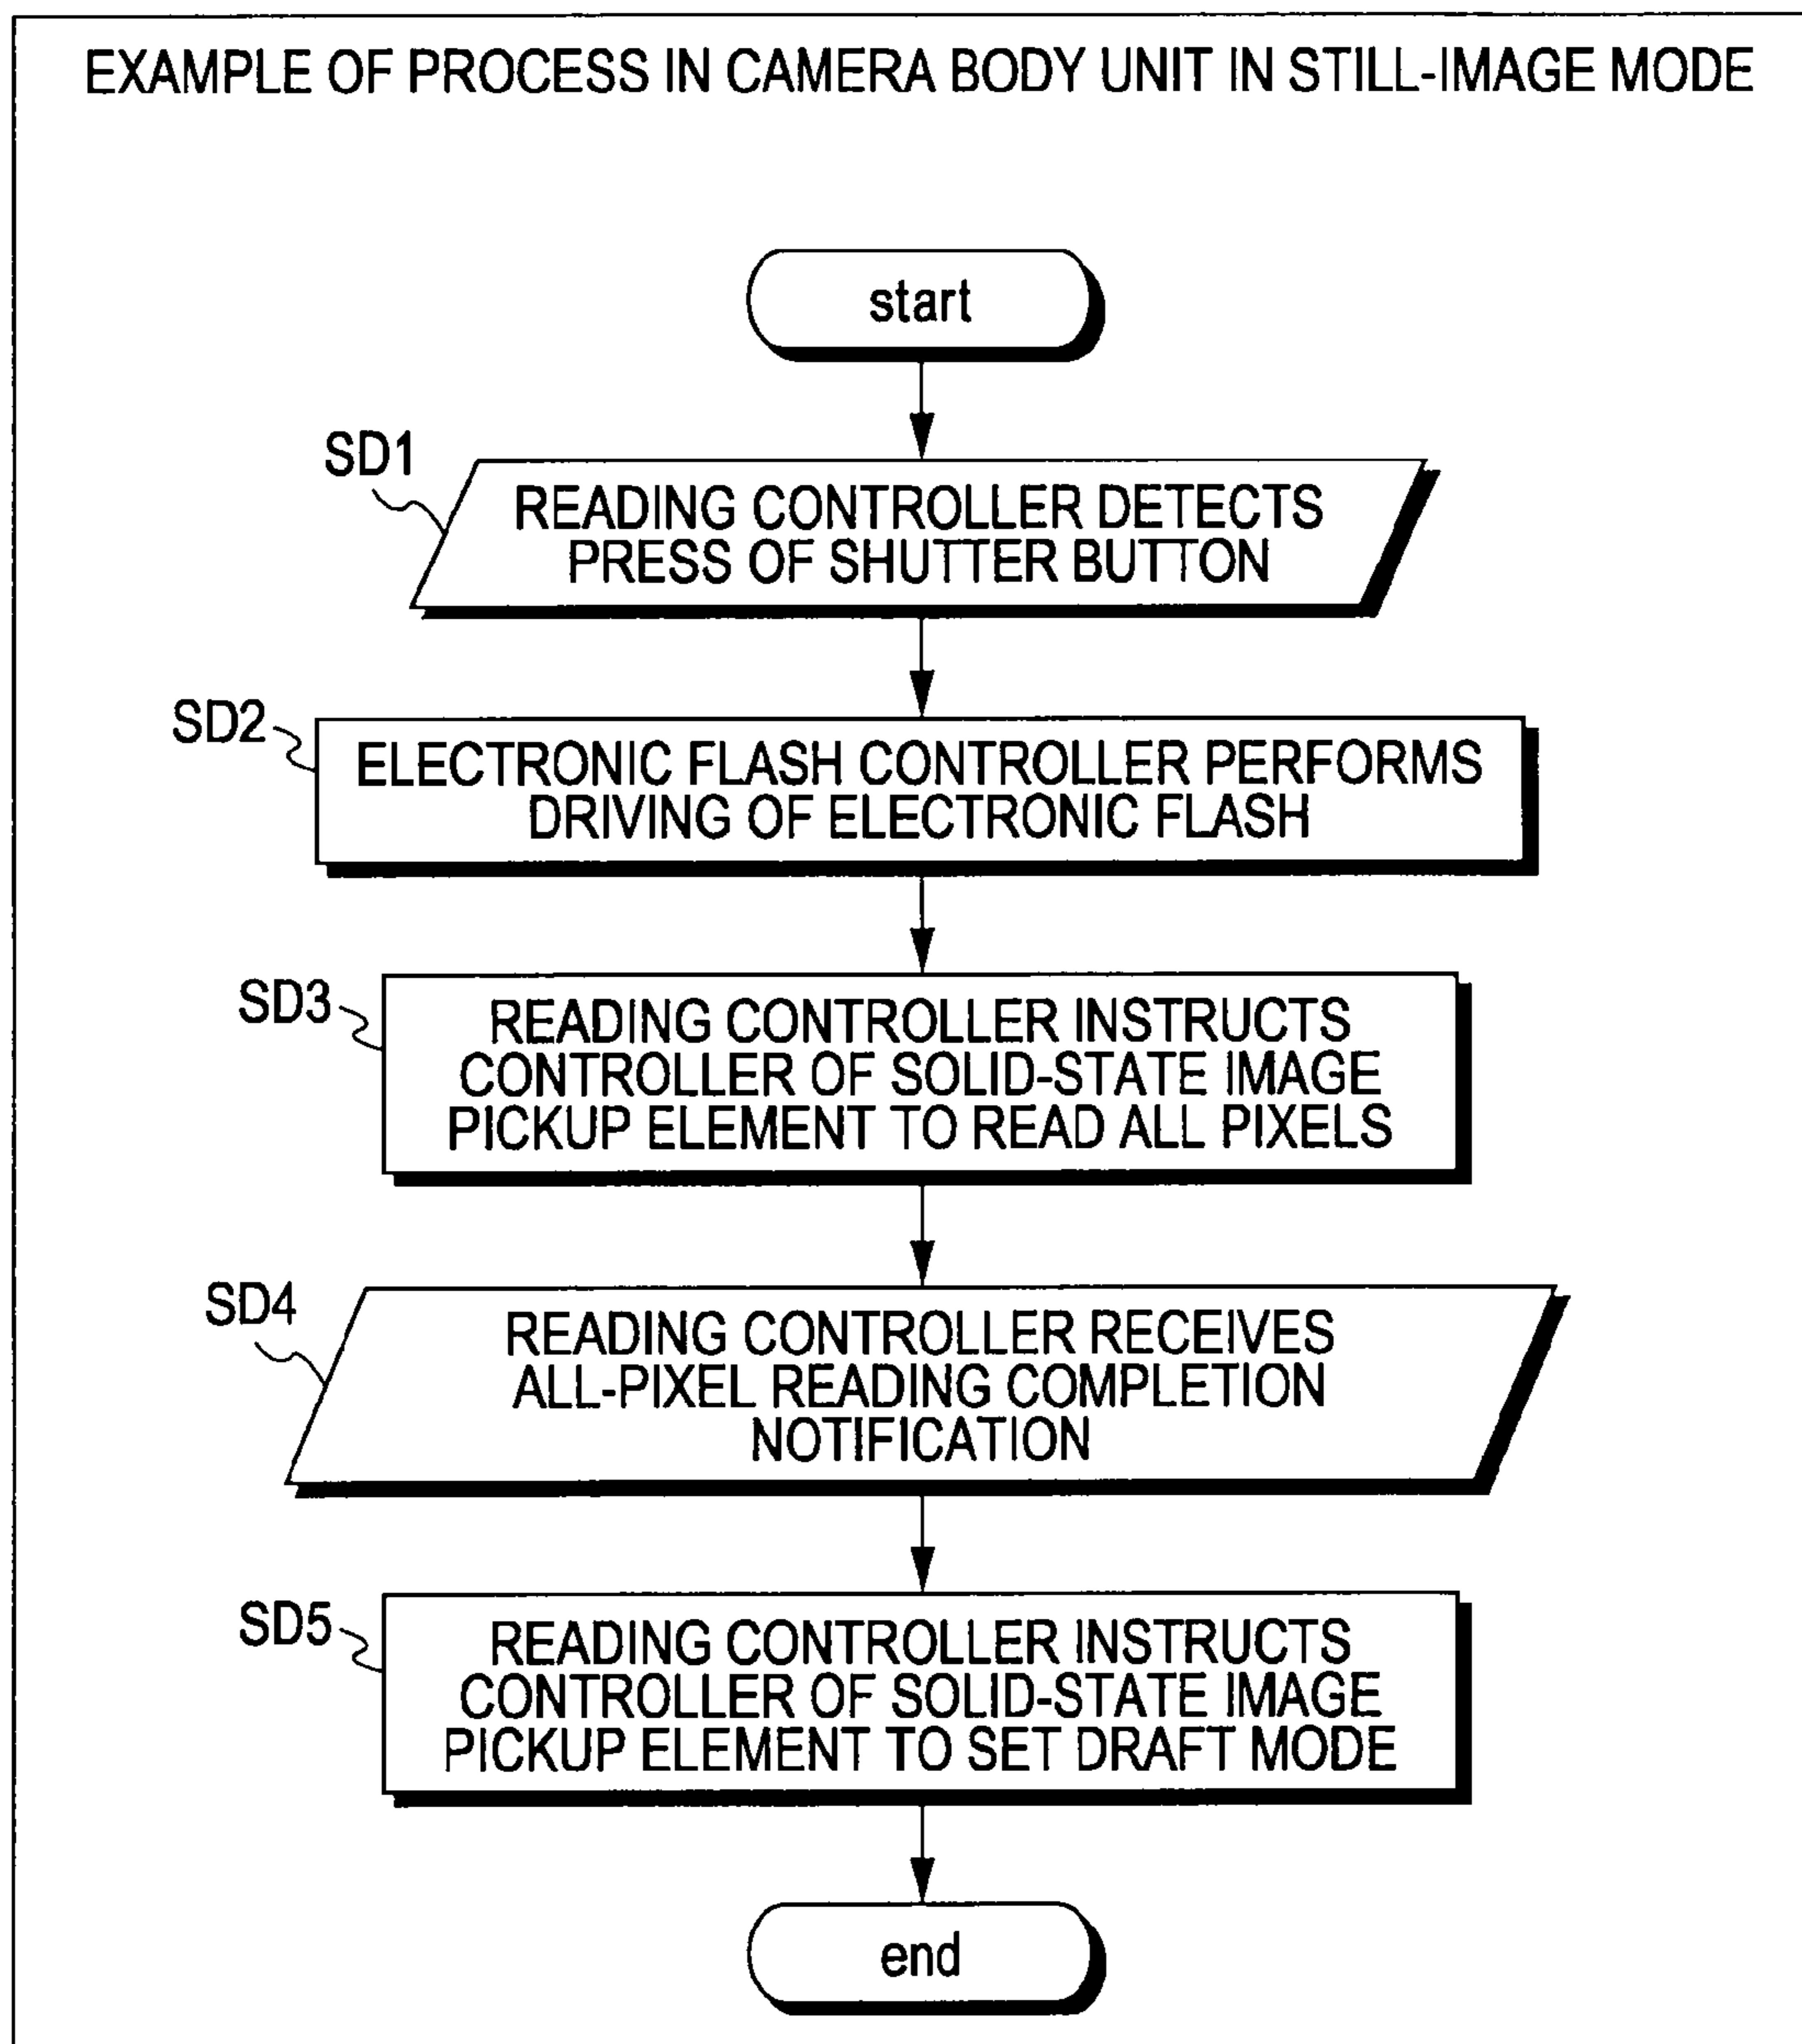 EXAMPLE OF PROCESS IN CAMERA BODY UNIT IN STILL-IMAGE MODE
start
SD1
READING CONTROLLER DETECTS
PRESS OF SHUTTER BUTTON
SD2
ELECTRONIC FLASH CONTROLLER PERFORMS
DRIVING OF ELECTRONIC FLASH
SD3
READING CONTROLLER INSTRUCTS
CONTROLLER OF SOLID-STATE IMAGE
PICKUP ELEMENT TO READ ALL PIXELS
SD4
READING CONTROLLER RECEIVES
ALL-PIXEL READING COMPLETION
NOTIFICATION
SD5
READING CONTROLLER INSTRUCTS
CONTROLLER OF SOLID-STATE IMAGE
PICKUP ELEMENT TO SET DRAFT MODE
end